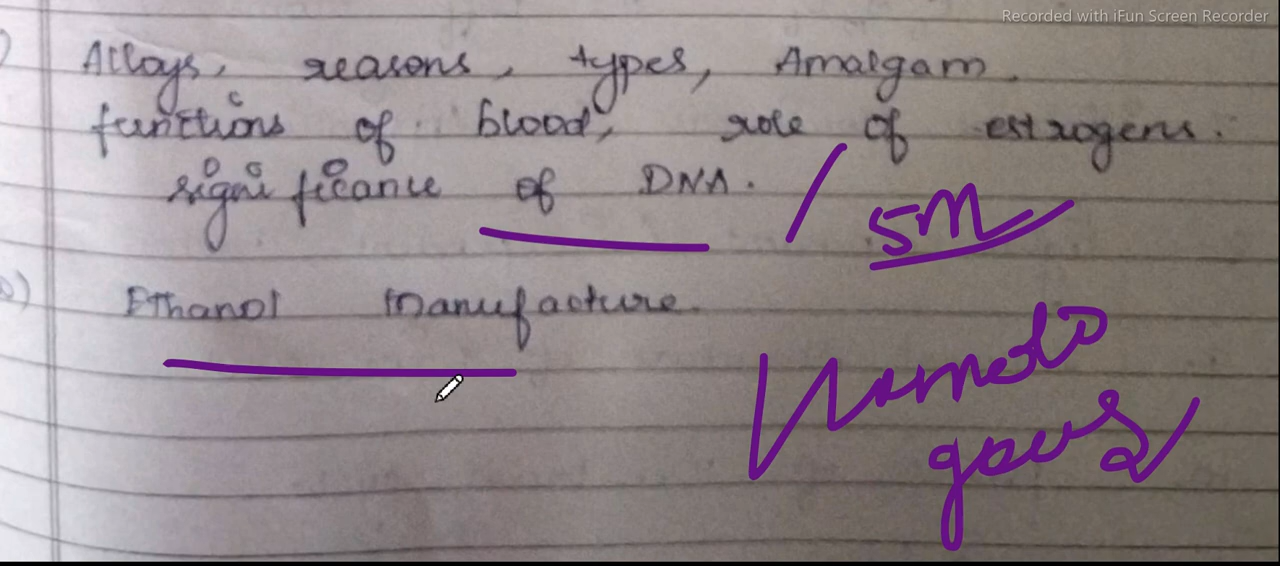 Recorded with iFun Screen Recorder
Alloys, reasons, types, Amalgam.
functions of blood, role of estrogens.
significance of DNA.
5M
Ethanol Manufacture.